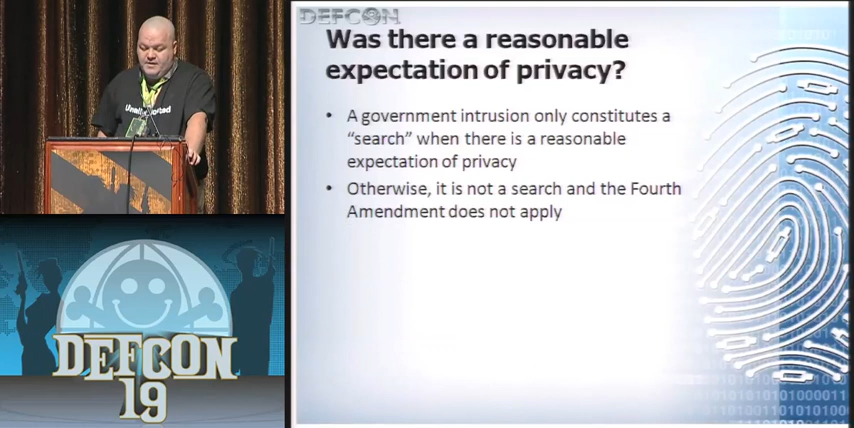 DEFCON
Was there a reasonable
expectation of privacy?
• A government intrusion only constitutes a
“search” when there is a reasonable
expectation of privacy
• Otherwise, it is not a search and the Fourth
Amendment does not apply
DEFCON
19